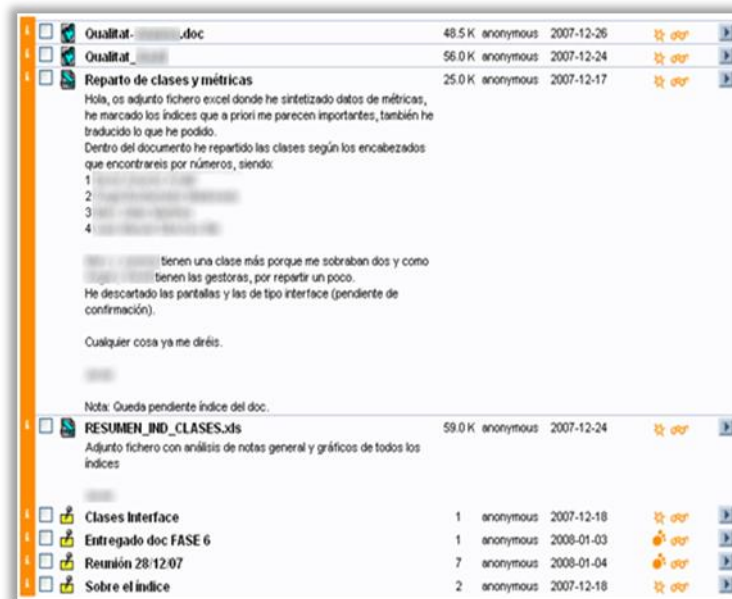 Qualitat- .doc 48.5 K anonymous 2007-12-26
Qualitat_ 56.0 K anonymous 2007-12-24
Reparto de clases y métricas 25.0 K anonymous 2007-12-17
Hola, os adjunto fichero excel donde he sintetizado datos de métricas,
he marcado los índices que a priori me parecen importantes, también he
traducido lo que he podido.
Dentro del documento he repartido las clases según los encabezados
que encontrareis por números, siendo:
1
2
3
4
tienen una clase más porque me sobraban dos y como
tienen las gestoras, por repartir un poco.
He descartado las pantallas y las de tipo interface (pendiente de
confirmación).
Cualquier cosa ya me diréis.
Nota: Queda pendiente índice del doc.
RESUMEN_IND_CLASES.xls 59.0 K anonymous 2007-12-24
Adjunto fichero con análisis de notas general y gráficos de todos los
índices
Clases Interface 1 anonymous 2007-12-18
Entregado doc FASE 6 1 anonymous 2008-01-03
Reunión 28/12/07 7 anonymous 2008-01-04
Sobre el índice 2 anonymous 2007-12-18